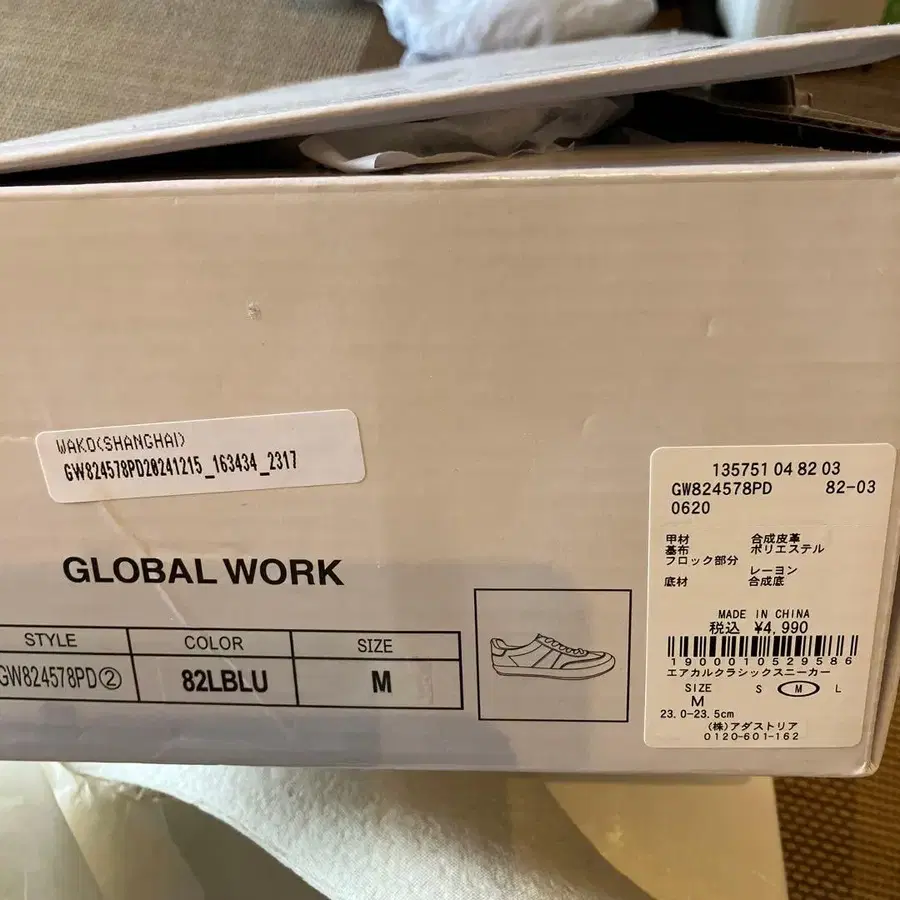 WAKO(SHANGHAI)
GW824578PD20241215_163434_2317
GLOBAL WORK
STYLE COLOR SIZE
GW824578PD② 82LBLU M
135751 04 82 03
GW824578PD 82-03
0620
甲材 合成皮革
基布 ポリエステル
フロック部分
レーヨン
底材 合成底
MADE IN CHINA
税込 ¥4,990
1900010529586
エアカルクラシックスニーカー
SIZE S M L
M
23.0-23.5cm
(株)アダストリア
0120-601-162